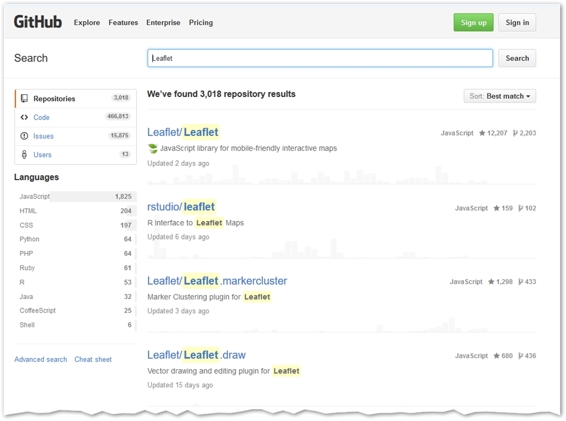 GitHub Explore Features Enterprise Pricing Sign up Sign in
Search Leaflet Search
Repositories 3,018
Code 466,813
Issues 15,875
Users 13
Languages
JavaScript 1,825
HTML 204
CSS 197
Python 64
PHP 64
Ruby 61
R 53
Java 32
CoffeeScript 25
Shell 6
Advanced search Cheat sheet
We've found 3,018 repository results Sort: Best match
Leaflet/Leaflet JavaScript 12,207 2,203
JavaScript library for mobile-friendly interactive maps
Updated 2 days ago
rstudio/leaflet JavaScript 159 102
R Interface to Leaflet Maps
Updated 6 days ago
Leaflet/Leaflet.markercluster JavaScript 1,298 433
Marker Clustering plugin for Leaflet
Updated 3 days ago
Leaflet/Leaflet.draw JavaScript 680 436
Vector drawing and editing plugin for Leaflet
Updated 15 days ago